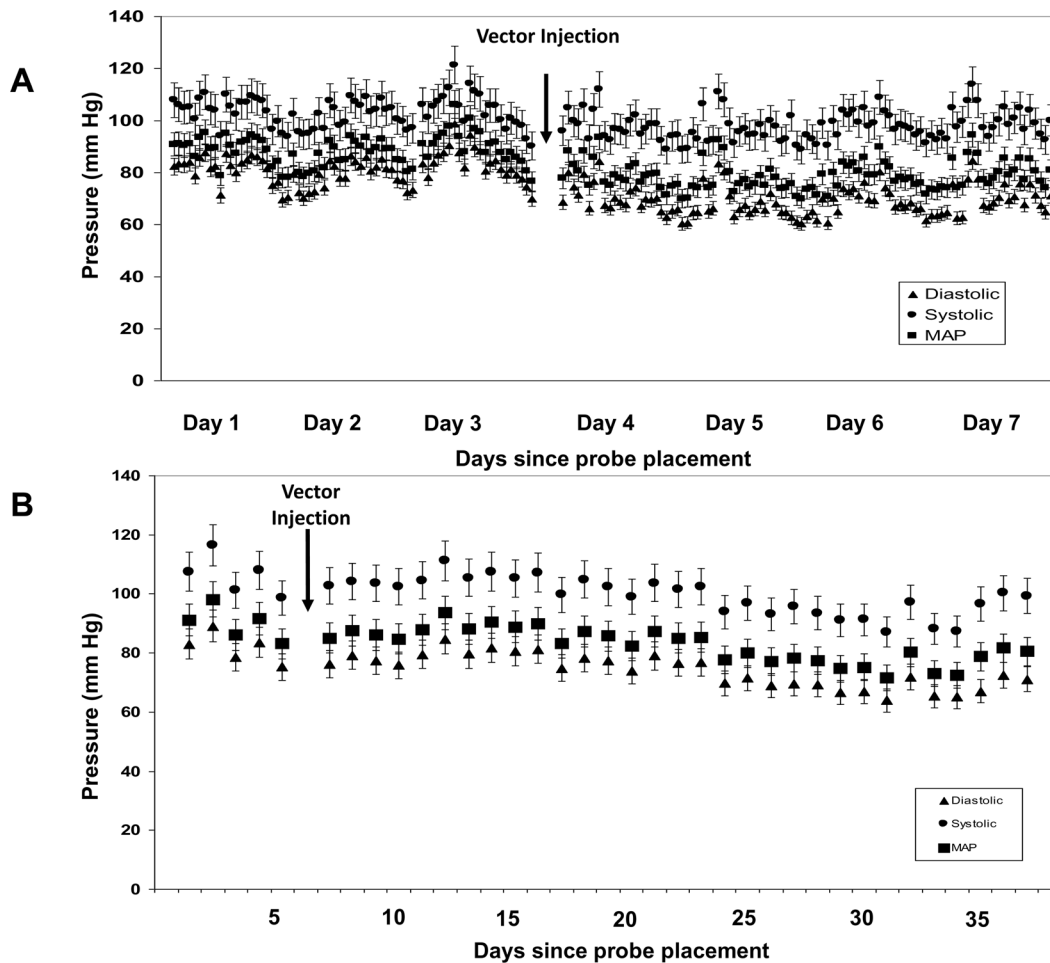 A
Pressure (mm Hg)
140
120
100
80
60
40
20
0
Vector Injection
Diastolic
Systolic
MAP
Day 1 Day 2 Day 3 Day 4 Day 5 Day 6 Day 7
Days since probe placement
B
Pressure (mm Hg)
140
120
100
80
60
40
20
0
Vector
Injection
Diastolic
Systolic
MAP
5 10 15 20 25 30 35
Days since probe placement